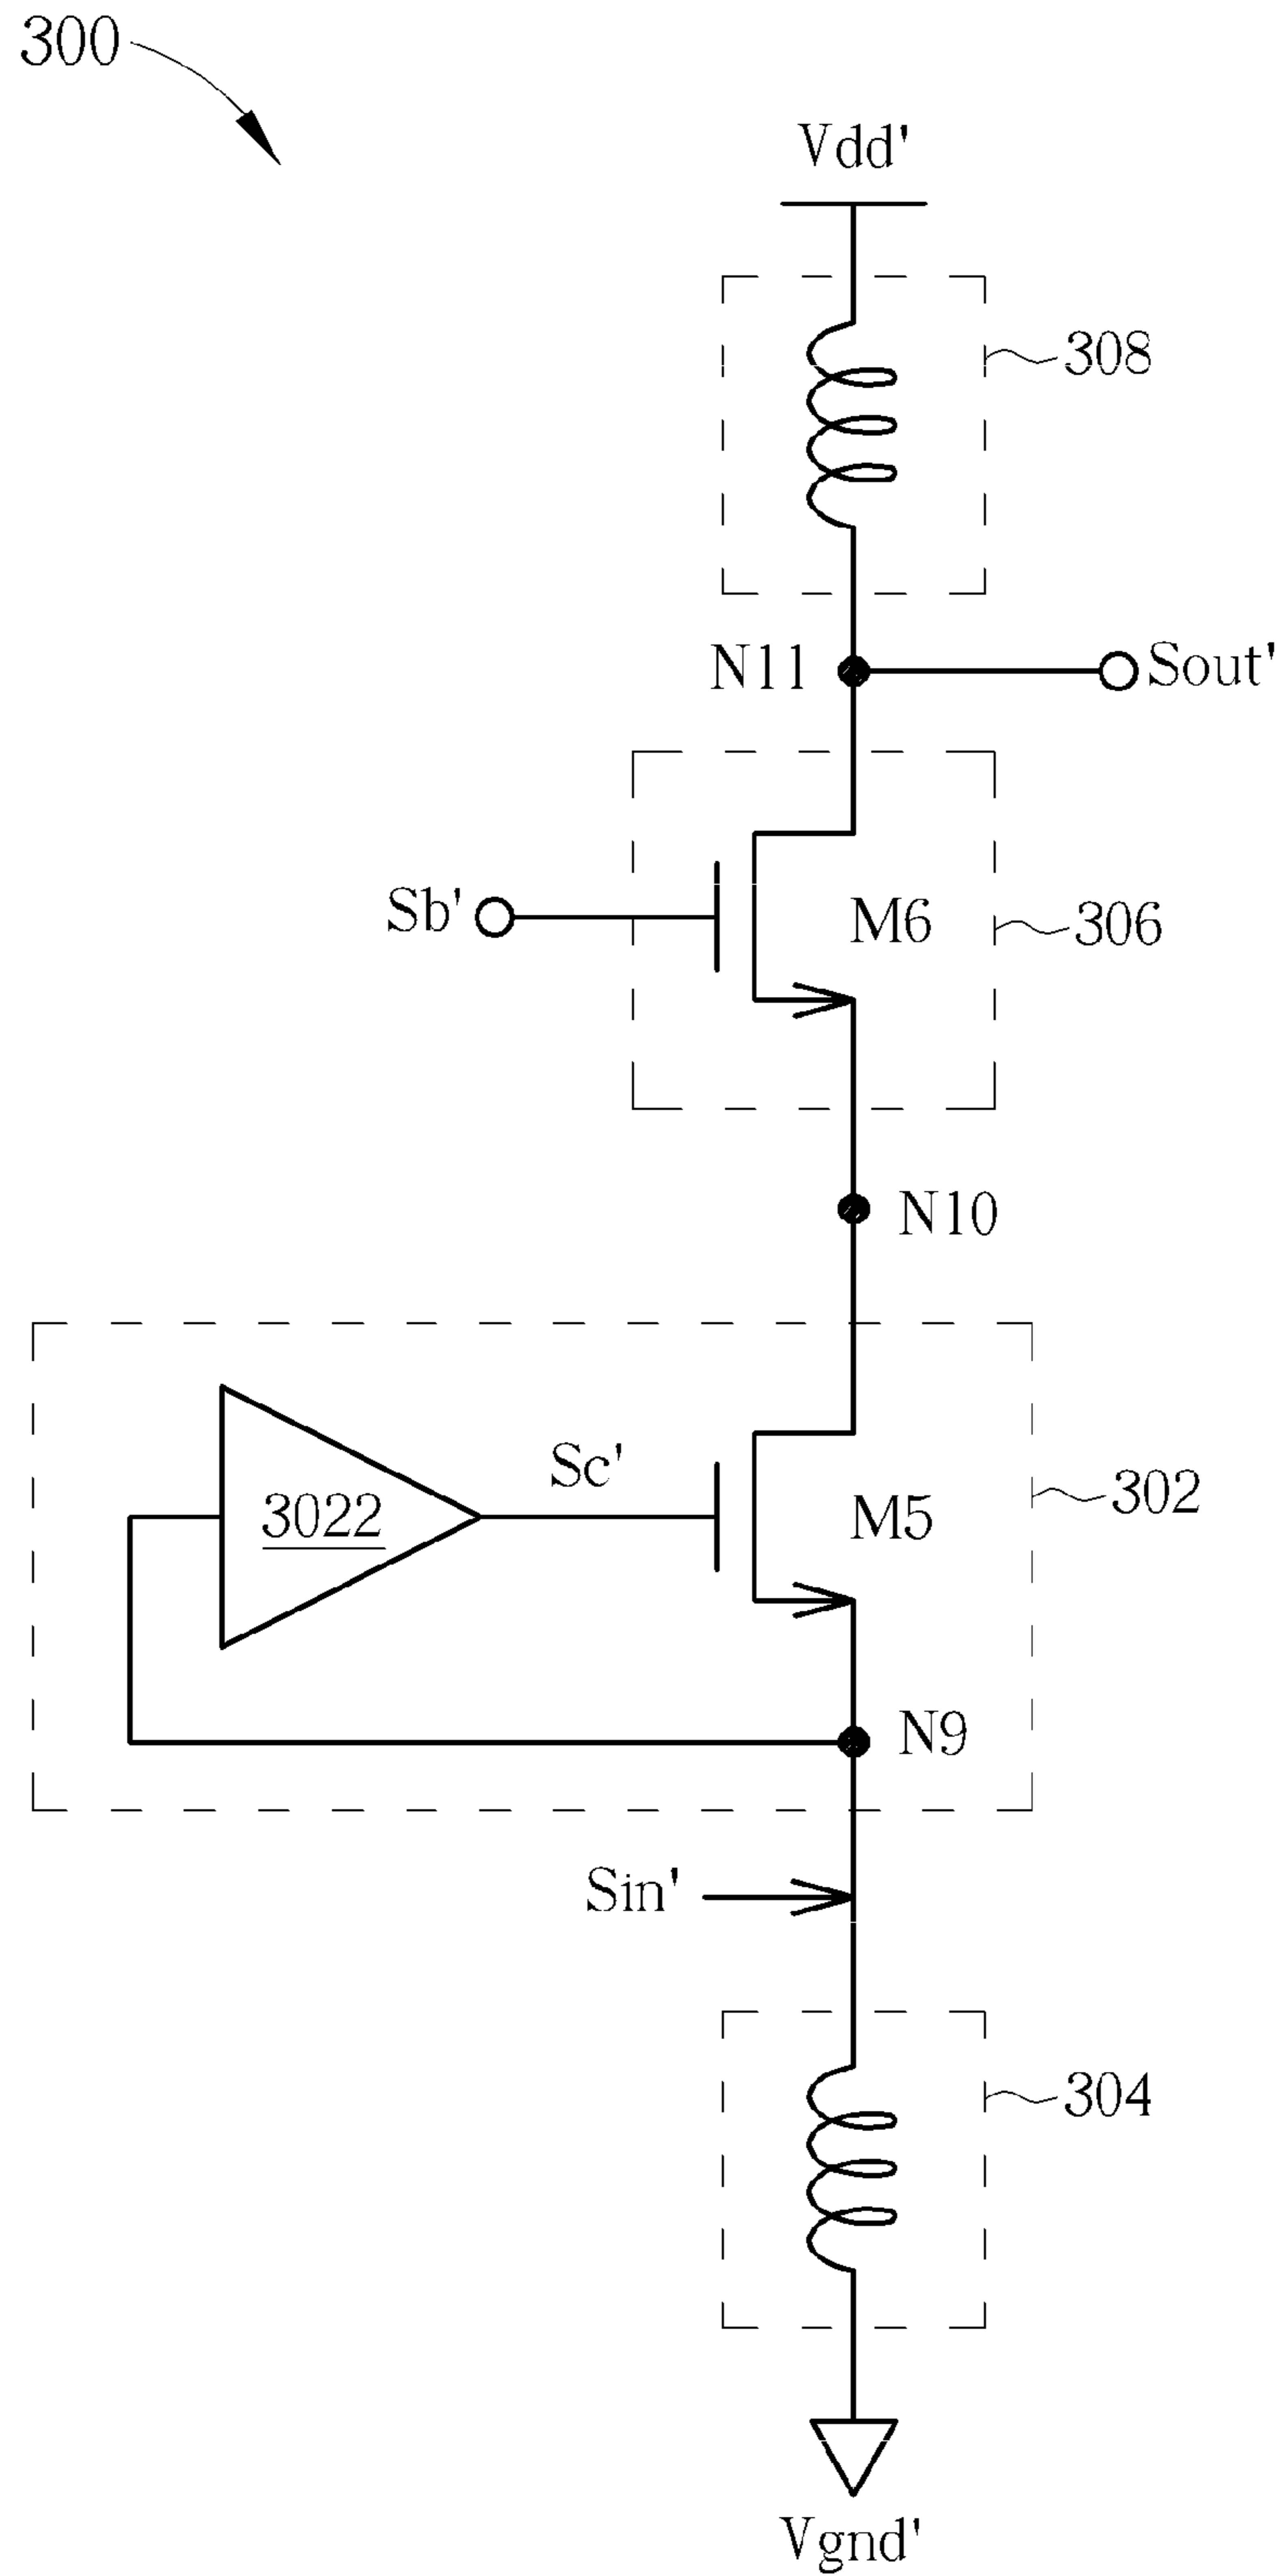 300
Vdd'
308
N11
Sout'
Sb'
M6
306
N10
Sc'
3022
M5
302
N9
Sin'
304
Vgnd'